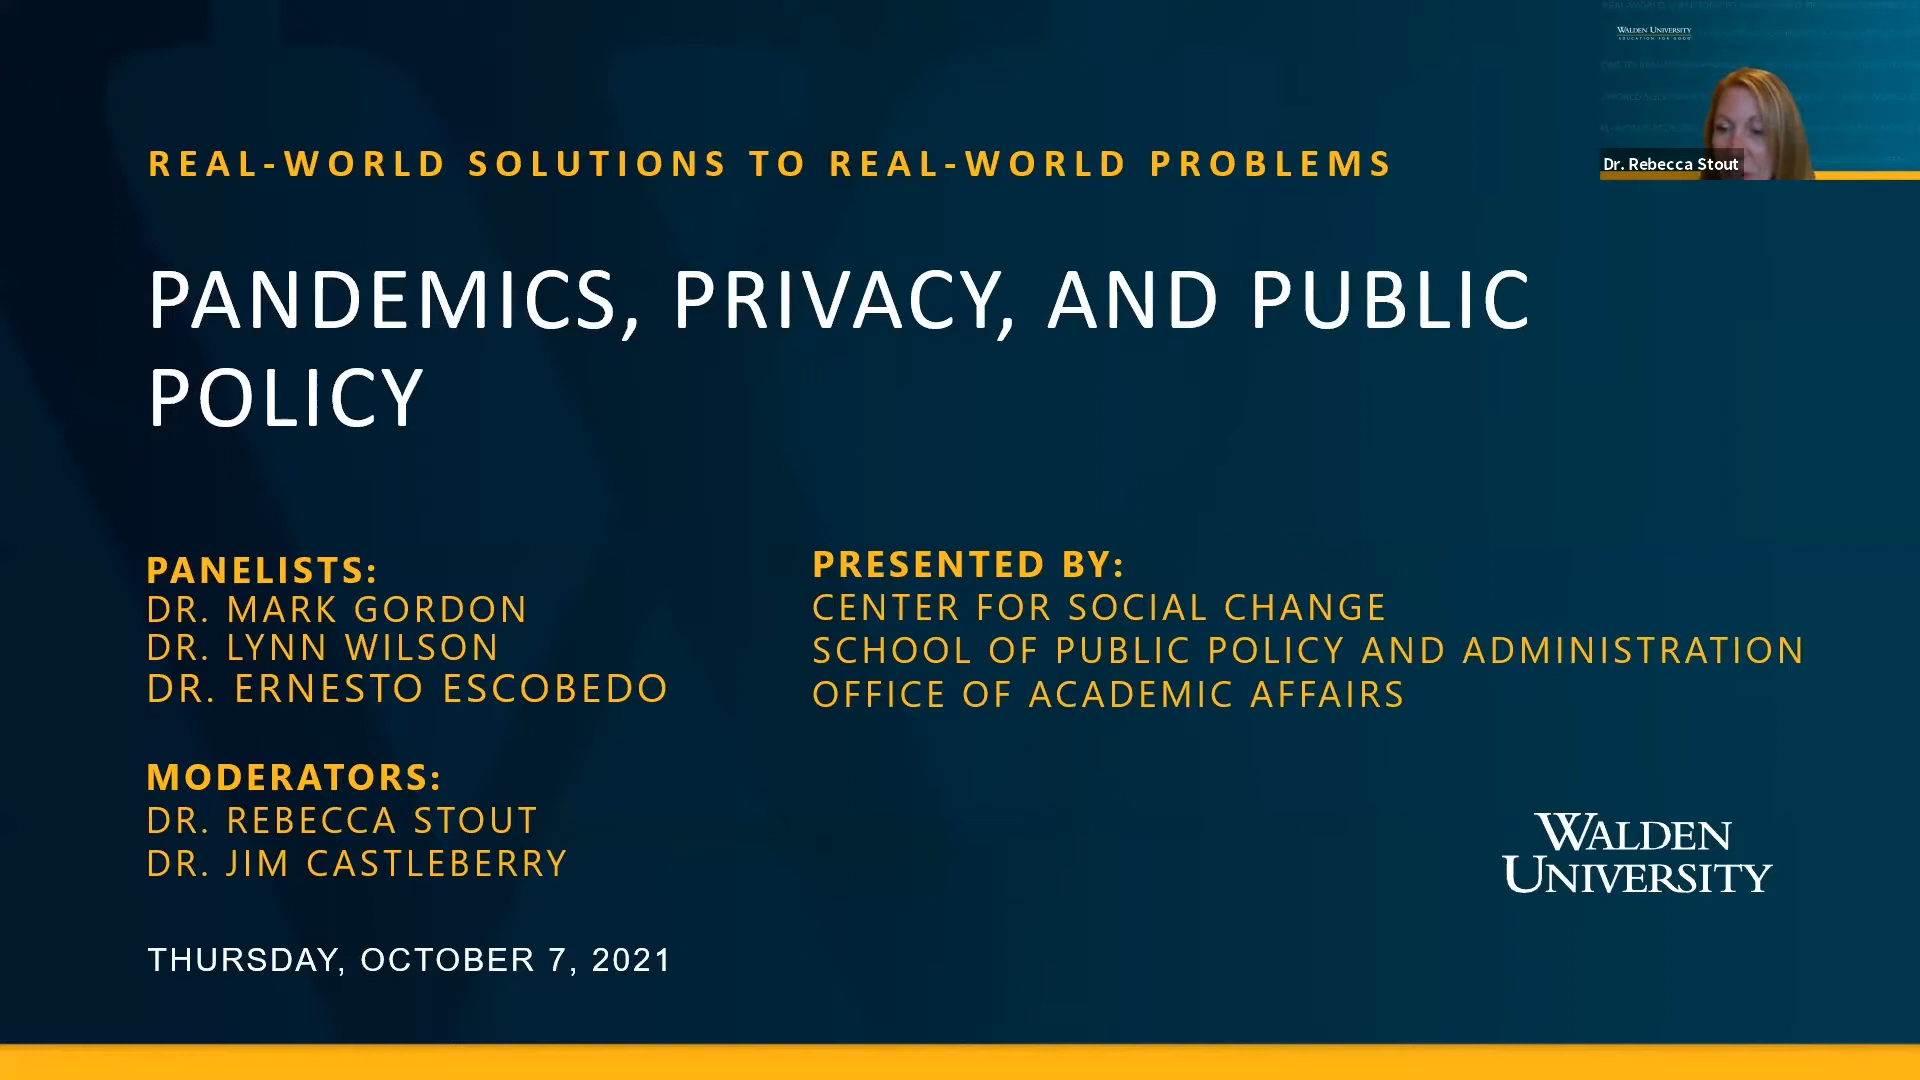 WALDEN UNIVERSITY
Dr. Rebecca Stout
REAL-WORLD SOLUTIONS TO REAL-WORLD PROBLEMS
PANDEMICS, PRIVACY, AND PUBLIC
POLICY
PANELISTS:
DR. MARK GORDON
DR. LYNN WILSON
DR. ERNESTO ESCOBEDO
MODERATORS:
DR. REBECCA STOUT
DR. JIM CASTLEBERRY
PRESENTED BY:
CENTER FOR SOCIAL CHANGE
SCHOOL OF PUBLIC POLICY AND ADMINISTRATION
OFFICE OF ACADEMIC AFFAIRS
WALDEN
UNIVERSITY
THURSDAY, OCTOBER 7, 2021